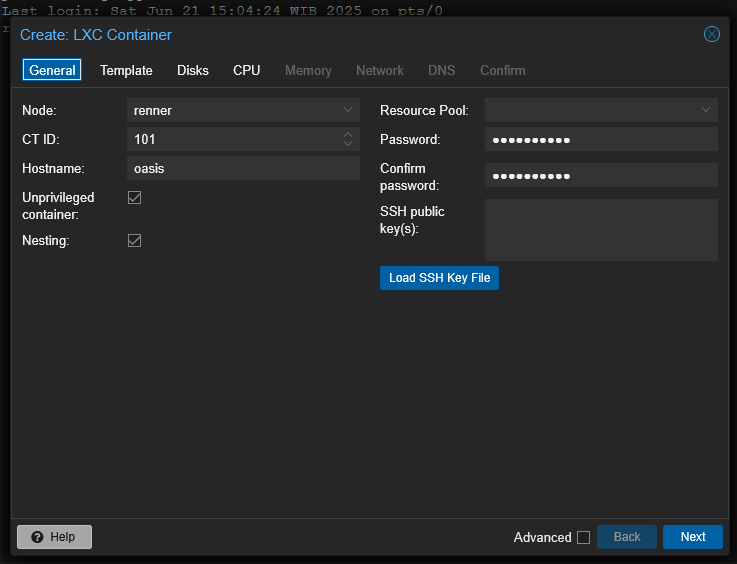 Last login: Sat Jun 21 15:04:24 WIB 2025 on pts/0
Create: LXC Container
General Template Disks CPU Memory Network DNS Confirm
Node: renner
CT ID: 101
Hostname: oasis
Unprivileged
container:
Nesting:
Resource Pool:
Password: ●●●●●●●●●●
Confirm
password: ●●●●●●●●●●
SSH public
key(s):
Load SSH Key File
Help Advanced Back Next